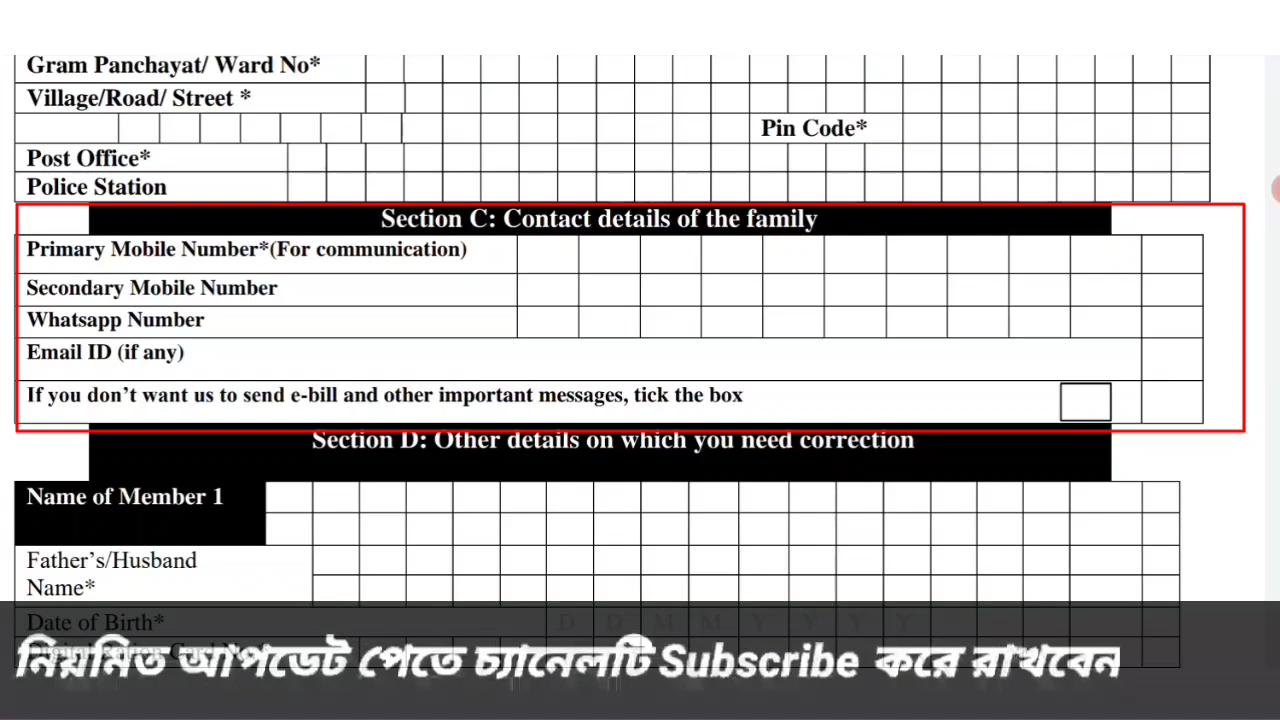 Gram Panchayat/ Ward No*
Village/Road/ Street *
Pin Code*
Post Office*
Police Station
Section C: Contact details of the family
Primary Mobile Number*(For communication)
Secondary Mobile Number
Whatsapp Number
Email ID (if any)
If you don’t want us to send e-bill and other important messages, tick the box
Section D: Other details on which you need correction
Name of Member 1
Father’s/Husband
Name*
Date of Birth* D D M M Y Y Y Y
নিয়মিত আপডেট পেতে চ্যানেলটি Subscribe করে রাখবেন